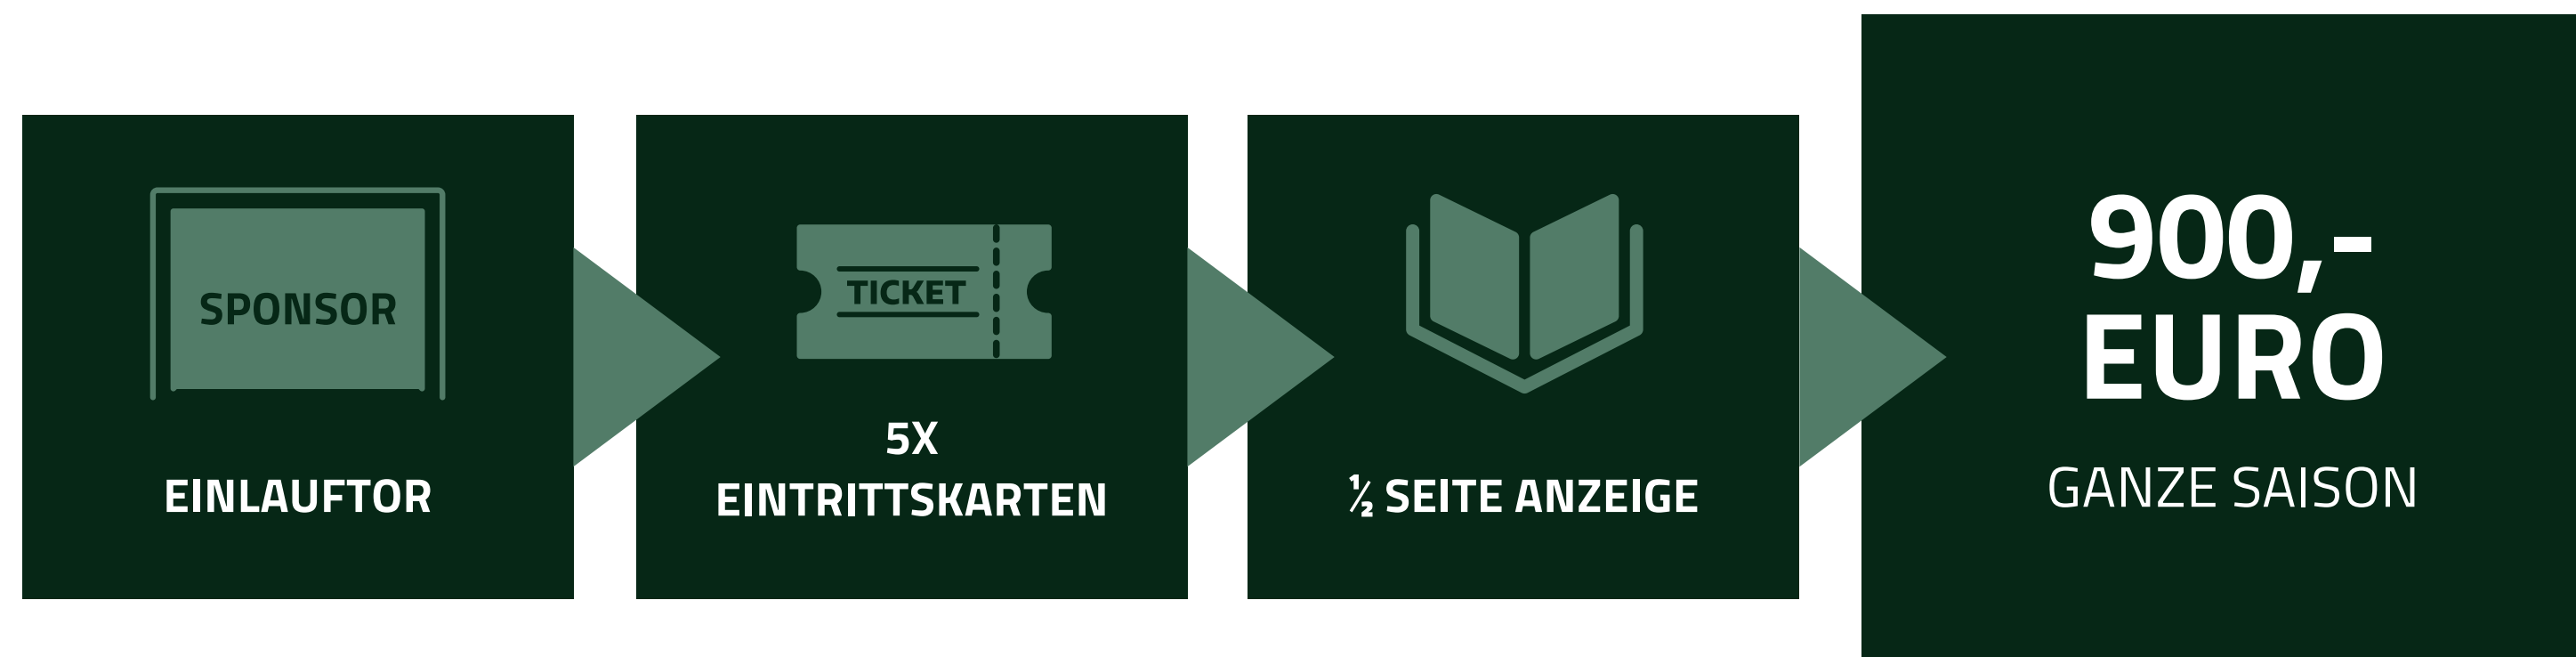 SPONSOR
EINLAUFTOR
TICKET
5X
EINTRITTSKARTEN
½ SEITE ANZEIGE
900,-
EURO
GANZE SAISON